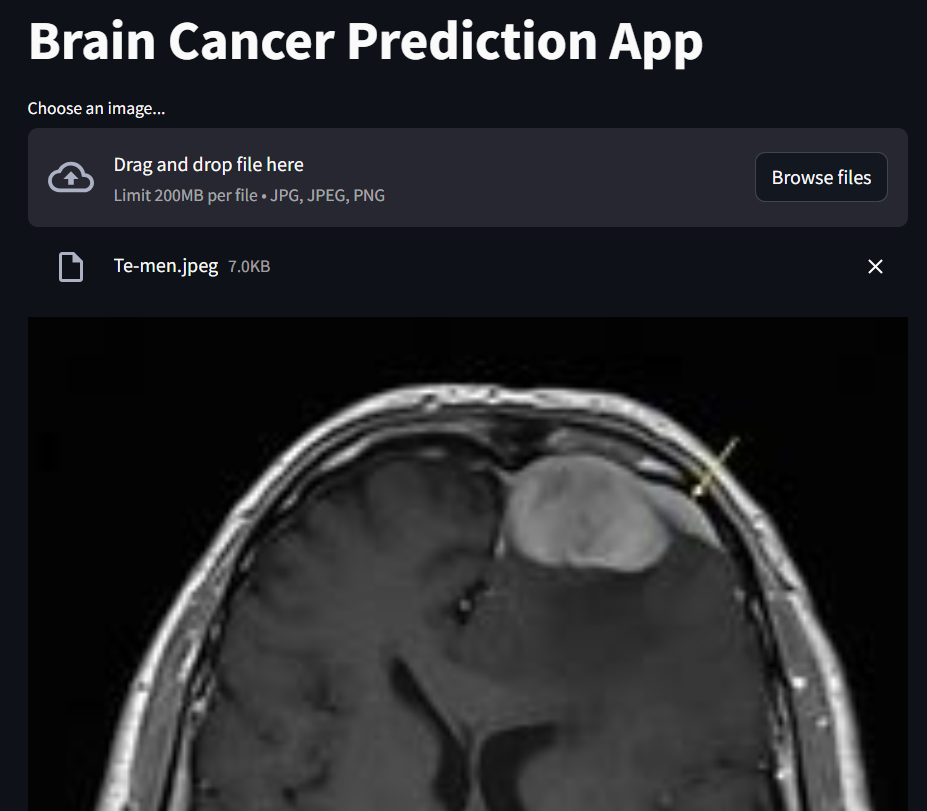 Brain Cancer Prediction App
Choose an image...
Drag and drop file here
Limit 200MB per file • JPG, JPEG, PNG
Browse files
Te-men.jpeg 7.0KB